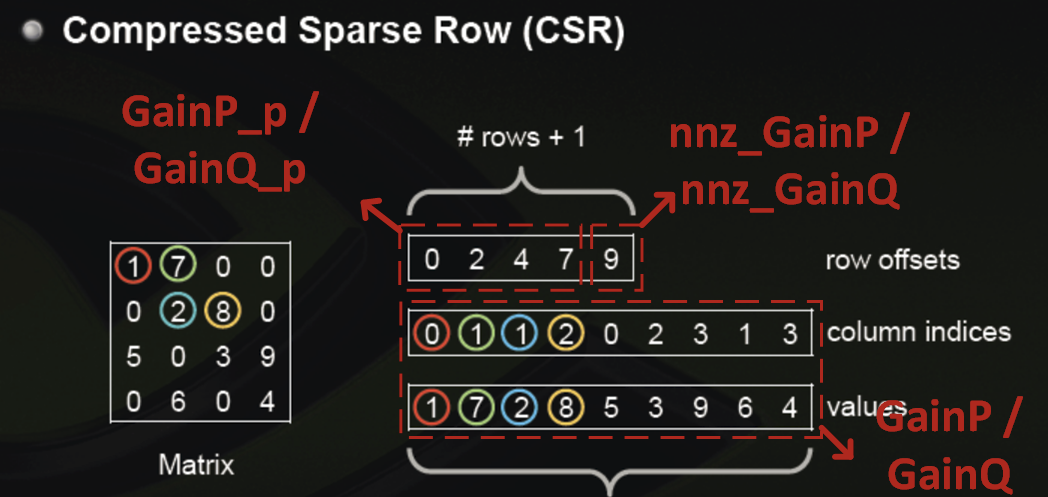 Compressed Sparse Row (CSR)
GainP_p /
GainQ_p
# rows + 1
nnz_GainP /
nnz_GainQ
0 2 4 7 9 row offsets
1 7 0 0
0 2 8 0
5 0 3 9
0 6 0 4
Matrix
0 1 1 2 0 2 3 1 3 column indices
1 7 2 8 5 3 9 6 4 values
GainP /
GainQ